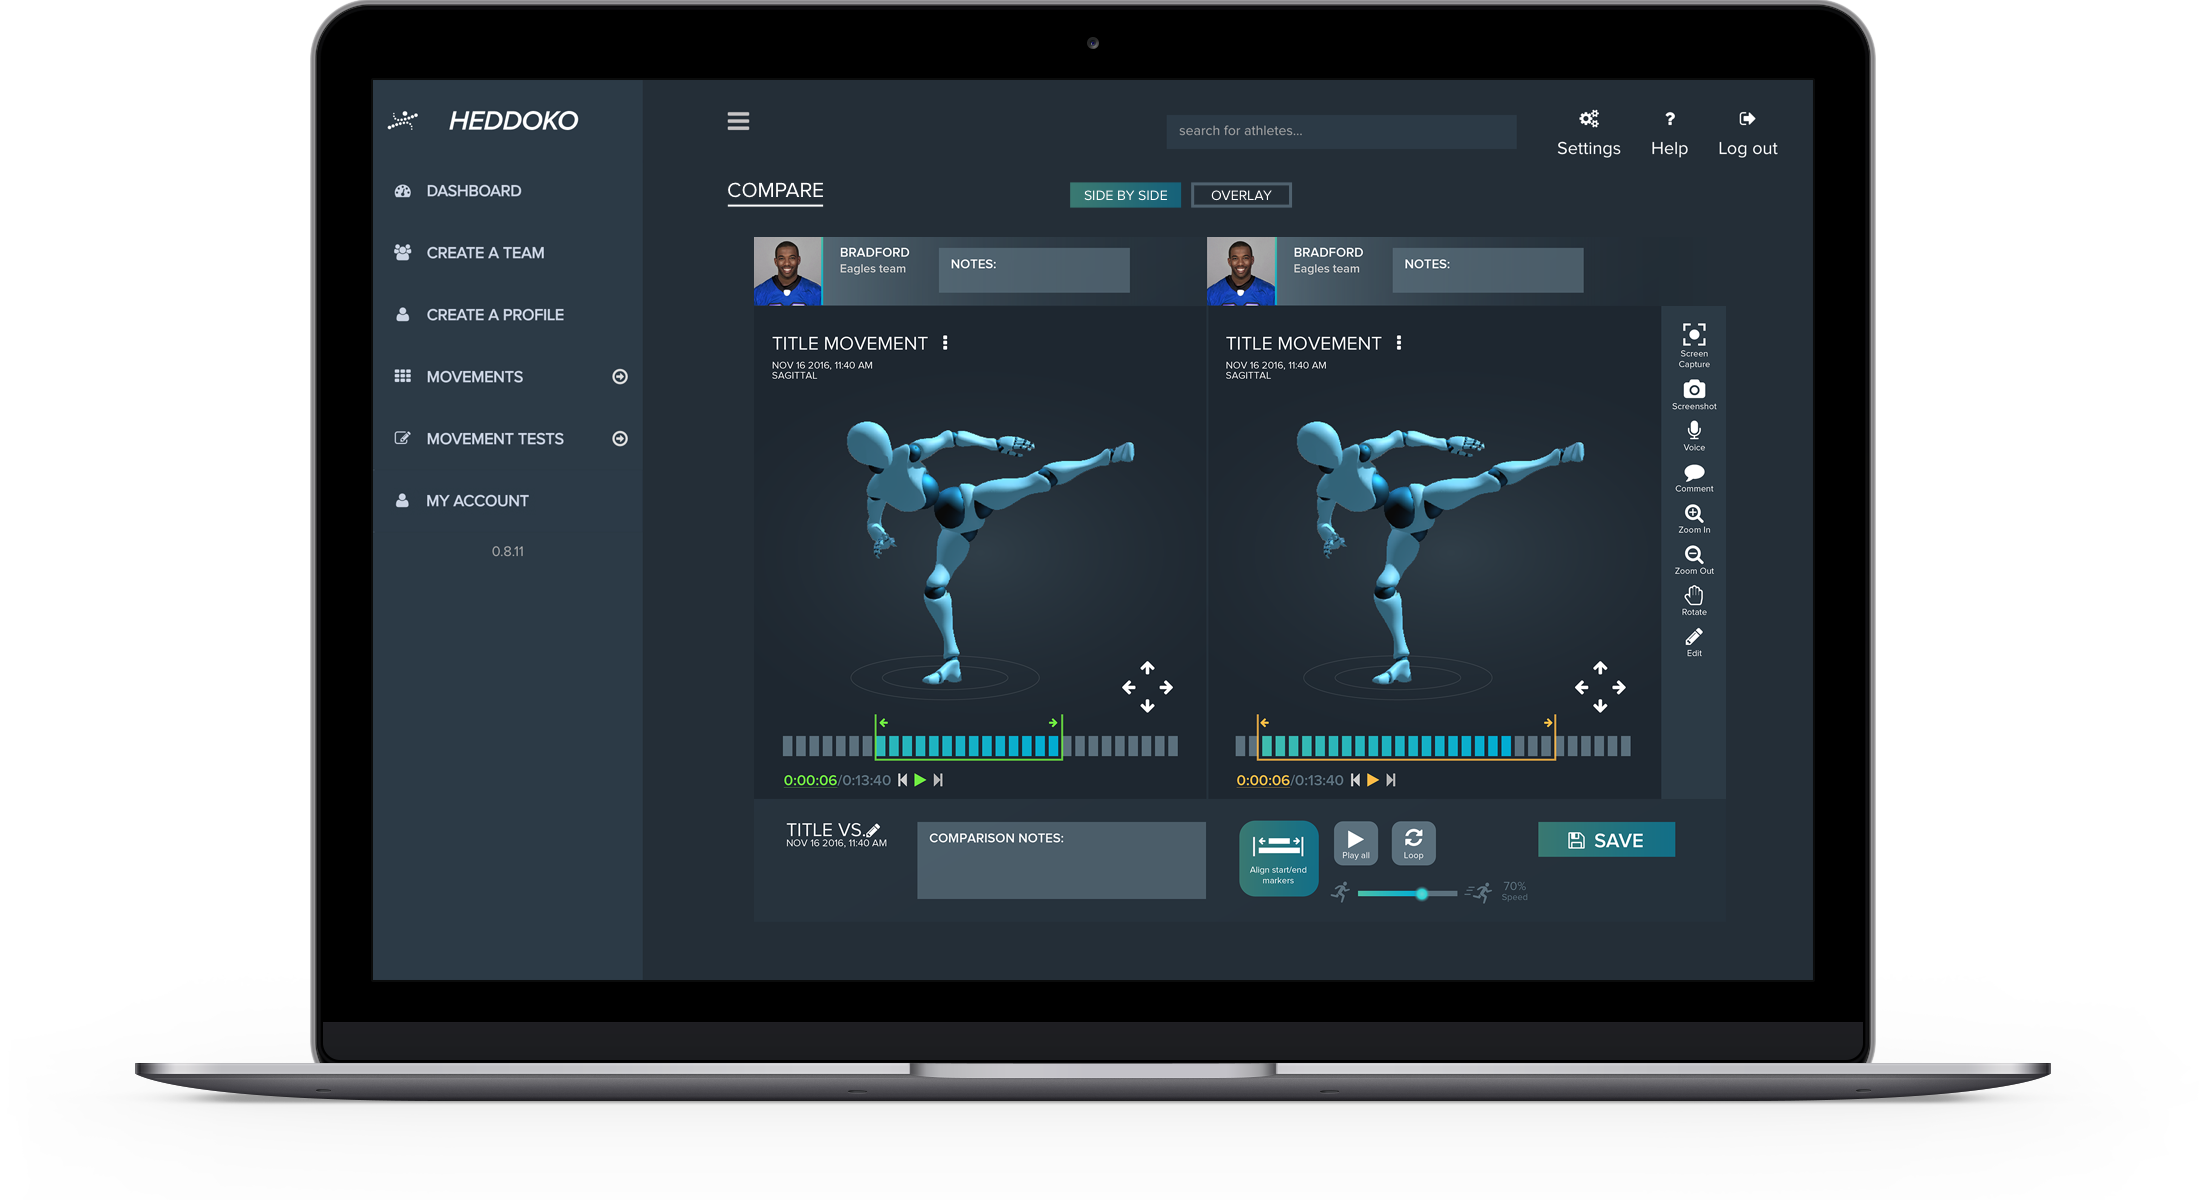 HEDDOKO
DASHBOARD
CREATE A TEAM
CREATE A PROFILE
MOVEMENTS
MOVEMENT TESTS
MY ACCOUNT
0.8.11
search for athletes...
Settings
Help
Log out
COMPARE
SIDE BY SIDE
OVERLAY
BRADFORD
Eagles team
NOTES:
BRADFORD
Eagles team
NOTES:
TITLE MOVEMENT
NOV 16 2016, 11:40 AM
SAGITTAL
0:00:06/0:13:40
TITLE MOVEMENT
NOV 16 2016, 11:40 AM
SAGITTAL
0:00:06/0:13:40
Screen
Capture
Screenshot
Voice
Comment
Zoom In
Zoom Out
Rotate
Edit
TITLE VS.
NOV 16 2016, 11:40 AM
COMPARISON NOTES:
Align start/end
markers
Play all
Loop
70%
Speed
SAVE